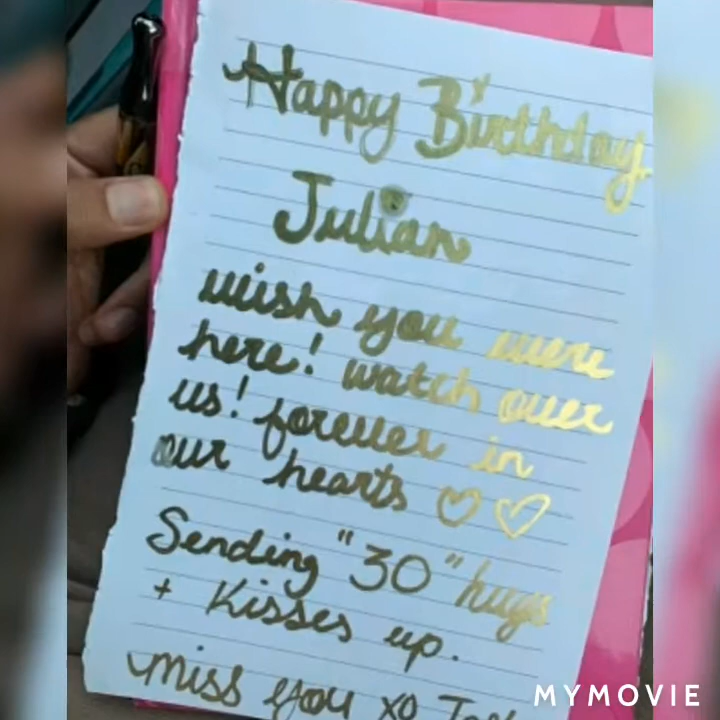 Happy Birthday
Julian
wish you were
here! watch over
us! forever in
our hearts ♡♡
Sending "30" hugs
+ Kisses up.
miss you xo
MYMOVIE